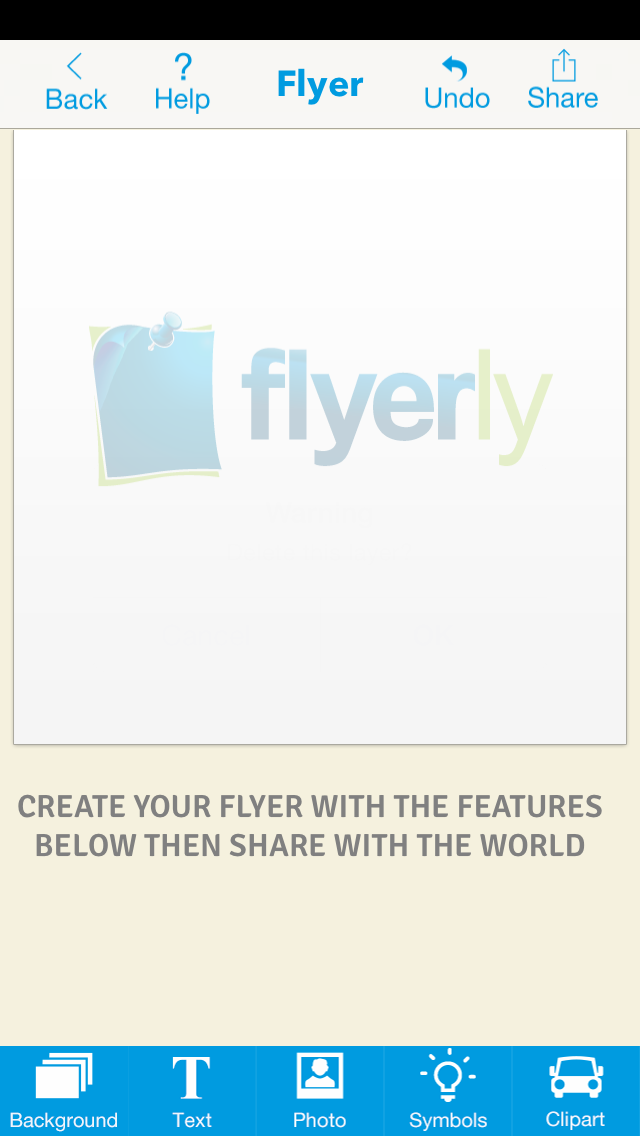 Back
?
Help
Flyer
Undo
Share
flyerly
CREATE YOUR FLYER WITH THE FEATURES
BELOW THEN SHARE WITH THE WORLD
Background
T
Text
Photo
Symbols
Clipart